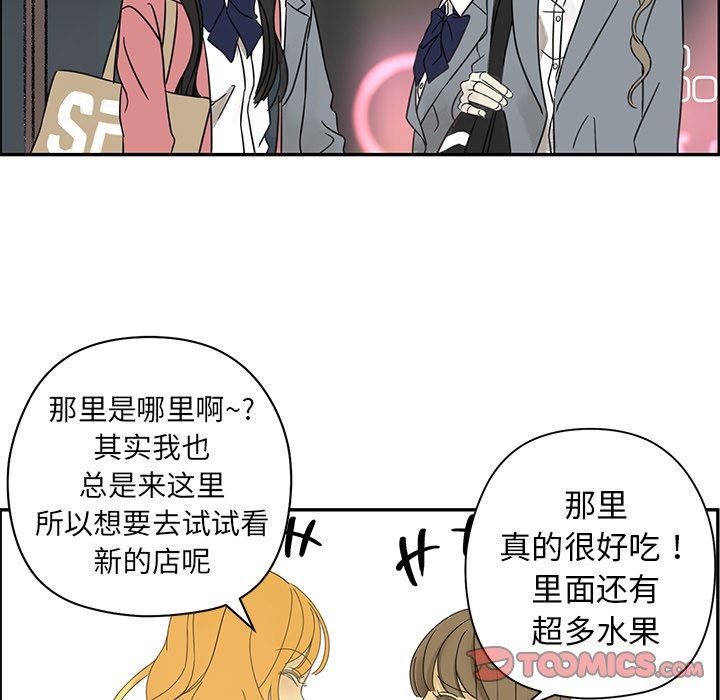 SP
那里是哪里啊~?
其实我也
总是来这里
所以想要去试试看
新的店呢
那里
真的很好吃！
里面还有
超多水果
TOOMICS
TOOMICS.COM